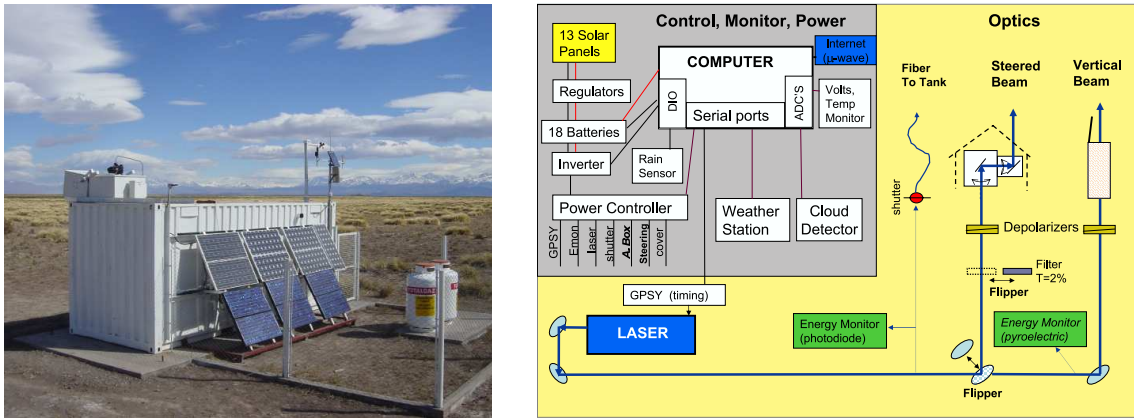 Control, Monitor, Power
Optics
13 Solar
Panels
Internet
(μ-wave)
COMPUTER
Fiber
To Tank
Steered
Beam
Vertical
Beam
Regulators
DIO
ADC'S
Volts,
Temp
Monitor
Serial ports
18 Batteries
Inverter
Rain
Sensor
shutter
Power Controller
Weather
Station
Cloud
Detector
Depolarizers
GPSY
Emon
laser
shutter
A. Box
Steering
cover
Filter
T=2%
Flipper
GPSY (timing)
LASER
Energy Monitor
(photodiode)
Energy Monitor
(pyroelectric)
Flipper